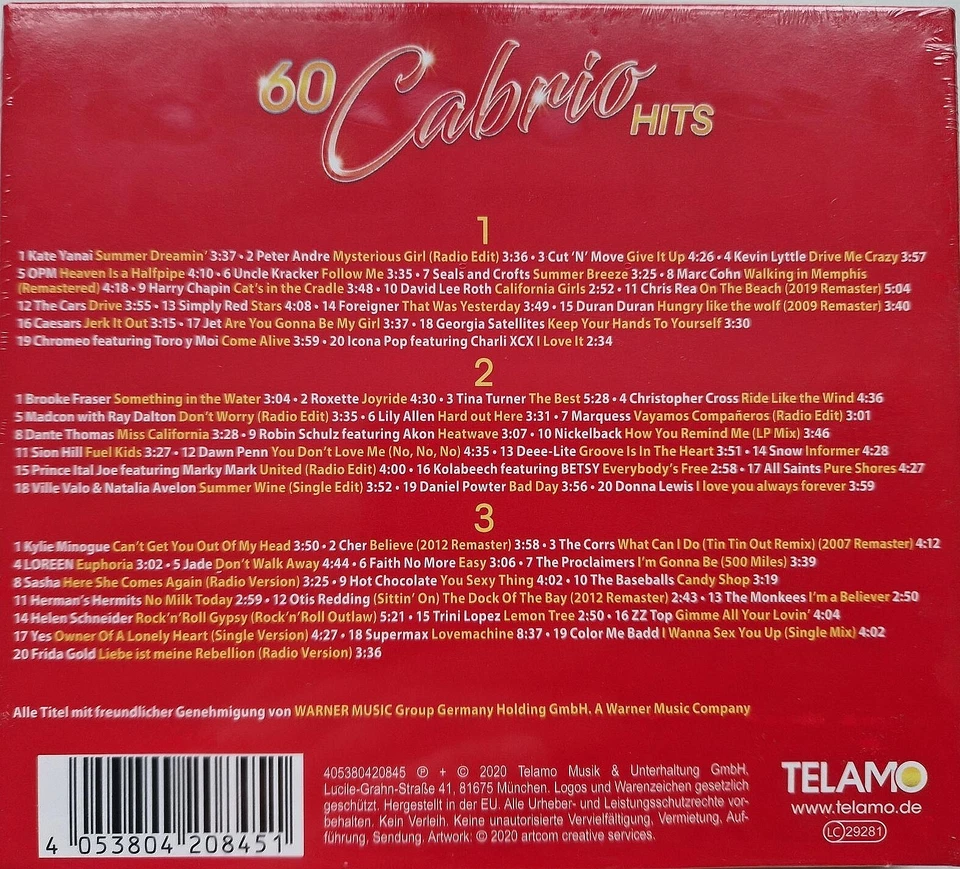 60 Cabrio HITS
1
1 Kate Yanai Summer Dreamin' 3:37 • 2 Peter Andre Mysterious Girl (Radio Edit) 3:36 • 3 Cut 'N' Move Give It Up 4:26 • 4 Kevin Lyttle Drive Me Crazy 3:57
5 OPM Heaven Is a Halfpipe 4:10 • 6 Uncle Kracker Follow Me 3:35 • 7 Seals and Crofts Summer Breeze 3:25 • 8 Marc Cohn Walking in Memphis
(Remastered) 4:18 • 9 Harry Chapin Cat's in the Cradle 3:48 • 10 David Lee Roth California Girls 2:52 • 11 Chris Rea On The Beach (2019 Remaster) 5:04
12 The Cars Drive 3:55 • 13 Simply Red Stars 4:08 • 14 Foreigner That Was Yesterday 3:49 • 15 Duran Duran Hungry like the wolf (2009 Remaster) 3:40
16 Caesars Jerk It Out 3:15 • 17 Jet Are You Gonna Be My Girl 3:37 • 18 Georgia Satellites Keep Your Hands To Yourself 3:30
19 Chromeo featuring Toro y Moi Come Alive 3:59 • 20 Icona Pop featuring Charli XCX I Love It 2:34
2
1 Brooke Fraser Something in the Water 3:04 • 2 Roxette Joyride 4:30 • 3 Tina Turner The Best 5:28 • 4 Christopher Cross Ride Like the Wind 4:36
5 Madcon with Ray Dalton Don't Worry (Radio Edit) 3:35 • 6 Lily Allen Hard out Here 3:31 • 7 Marquess Vayamos Compañeros (Radio Edit) 3:01
8 Dante Thomas Miss California 3:28 • 9 Robin Schulz featuring Akon Heatwave 3:07 • 10 Nickelback How You Remind Me (LP Mix) 3:46
11 Sion Hill Fuel Kids 3:27 • 12 Dawn Penn You Don't Love Me (No, No, No) 4:35 • 13 Deee-Lite Groove Is In The Heart 3:51 • 14 Snow Informer 4:28
15 Prince Ital Joe featuring Marky Mark United (Radio Edit) 4:00 • 16 Kolabeech featuring BETSY Everybody's Free 2:58 • 17 All Saints Pure Shores 4:27
18 Ville Valo & Natalia Avelon Summer Wine (Single Edit) 3:52 • 19 Daniel Powter Bad Day 3:56 • 20 Donna Lewis I love you always forever 3:59
3
1 Kylie Minogue Can't Get You Out Of My Head 3:50 • 2 Cher Believe (2012 Remaster) 3:58 • 3 The Corrs What Can I Do (Tin Tin Out Remix) (2007 Remaster) 4:12
4 LOREEN Euphoria 3:02 • 5 Jade Don't Walk Away 4:44 • 6 Faith No More Easy 3:06 • 7 The Proclaimers I'm Gonna Be (500 Miles) 3:39
8 Sasha Here She Comes Again (Radio Version) 3:25 • 9 Hot Chocolate You Sexy Thing 4:02 • 10 The Baseballs Candy Shop 3:19
11 Herman's Hermits No Milk Today 2:59 • 12 Otis Redding (Sittin' On) The Dock Of The Bay (2012 Remaster) 2:43 • 13 The Monkees I'm a Believer 2:50
14 Helen Schneider Rock'n'Roll Gypsy (Rock'n'Roll Outlaw) 5:21 • 15 Trini Lopez Lemon Tree 2:50 • 16 ZZ Top Gimme All Your Lovin' 4:04
17 Yes Owner Of A Lonely Heart (Single Version) 4:27 • 18 Supermax Lovemachine 8:37 • 19 Color Me Badd I Wanna Sex You Up (Single Mix) 4:02
20 Frida Gold Liebe ist meine Rebellion (Radio Version) 3:36
Alle Titel mit freundlicher Genehmigung von WARNER MUSIC Group Germany Holding GmbH. A Warner Music Company
4 053804 208451
405380420845 ℗ + © 2020 Telamo Musik & Unterhaltung GmbH,
Lucile-Grahn-Straße 41, 81675 München. Logos und Warenzeichen gesetzlich
geschützt. Hergestellt in der EU. Alle Urheber- und Leistungsschutzrechte vor-
behalten. Kein Verleih. Keine unautorisierte Vervielfältigung, Vermietung, Auf-
führung, Sendung. Artwork: © 2020 artcom creative services.
TELAMO
www.telamo.de
LC 29281